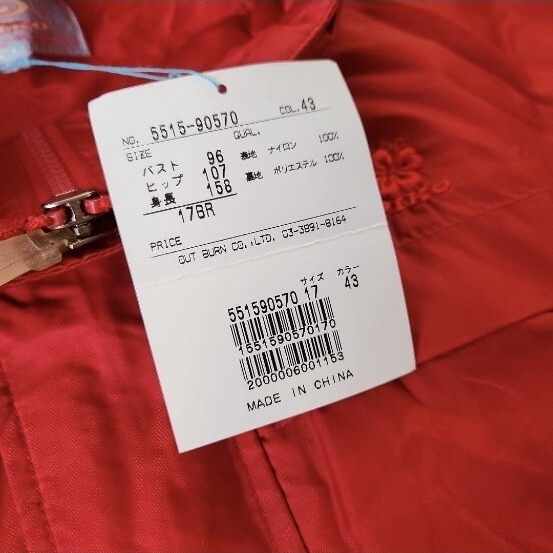 NO. 5515-90570 COL. 43
SIZE QUAL.
バスト 96 表地 ナイロン 100%
ヒップ 107 裏地 ポリエステル 100%
身長 158
17BR
PRICE
OUT BURN CO.,LTD. 03-3891-8164
サイズ カラー
551590570 17 43
1551590570170
2000006001153
MADE IN CHINA